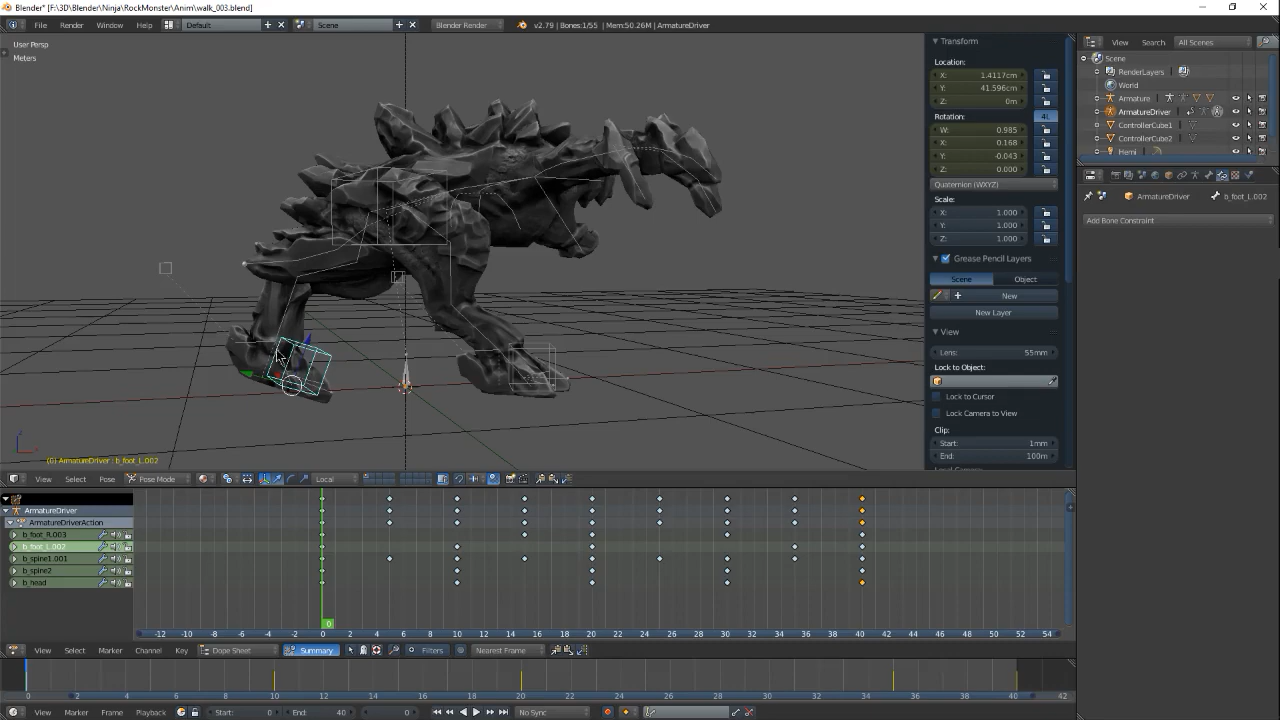 Blender* [F:\3D\Blender\Ninja\RockMonster\Anim\walk_003.blend]
File Render Window Help Default Scene Blender Render v2.79 | Bones:1/55 | Mem:50.26M | ArmatureDriver
User Persp
Meters
Transform
Location:
X: 1.4117cm
Y: 41.596cm
Z: 0m
Rotation:
4L
W: 0.985
X: 0.168
Y: -0.043
Z: 0.000
Quaternion (WXYZ)
Scale:
X: 1.000
Y: 1.000
Z: 1.000
Grease Pencil Layers
Scene Object
New
New Layer
View
Lens: 55mm
Lock to Object:
Lock to Cursor
Lock Camera to View
Clip:
Start: 1mm
End: 100m
View Search All Scenes
Scene
RenderLayers
World
Armature
ArmatureDriver
ControllerCube1
ControllerCube2
Hemi
ArmatureDriver b_foot_L.002
Add Bone Constraint
(0) ArmatureDriver : b_foot_L.002
View Select Pose Pose Mode Local
ArmatureDriver
ArmatureDriverAction
b_foot_R.003
b_foot_L.002
b_spine1.001
b_spine2
b_head
0
-12 -10 -8 -6 -4 -2 0 2 4 6 8 10 12 14 16 18 20 22 24 26 28 30 32 34 36 38 40 42 44 46 48 50 52 54
View Select Marker Channel Key Dope Sheet Summary Filters Nearest Frame
0 2 4 6 8 10 12 14 16 18 20 22 24 26 28 30 32 34 36 38 40 42
View Marker Frame Playback Start: 0 End: 40 0 No Sync